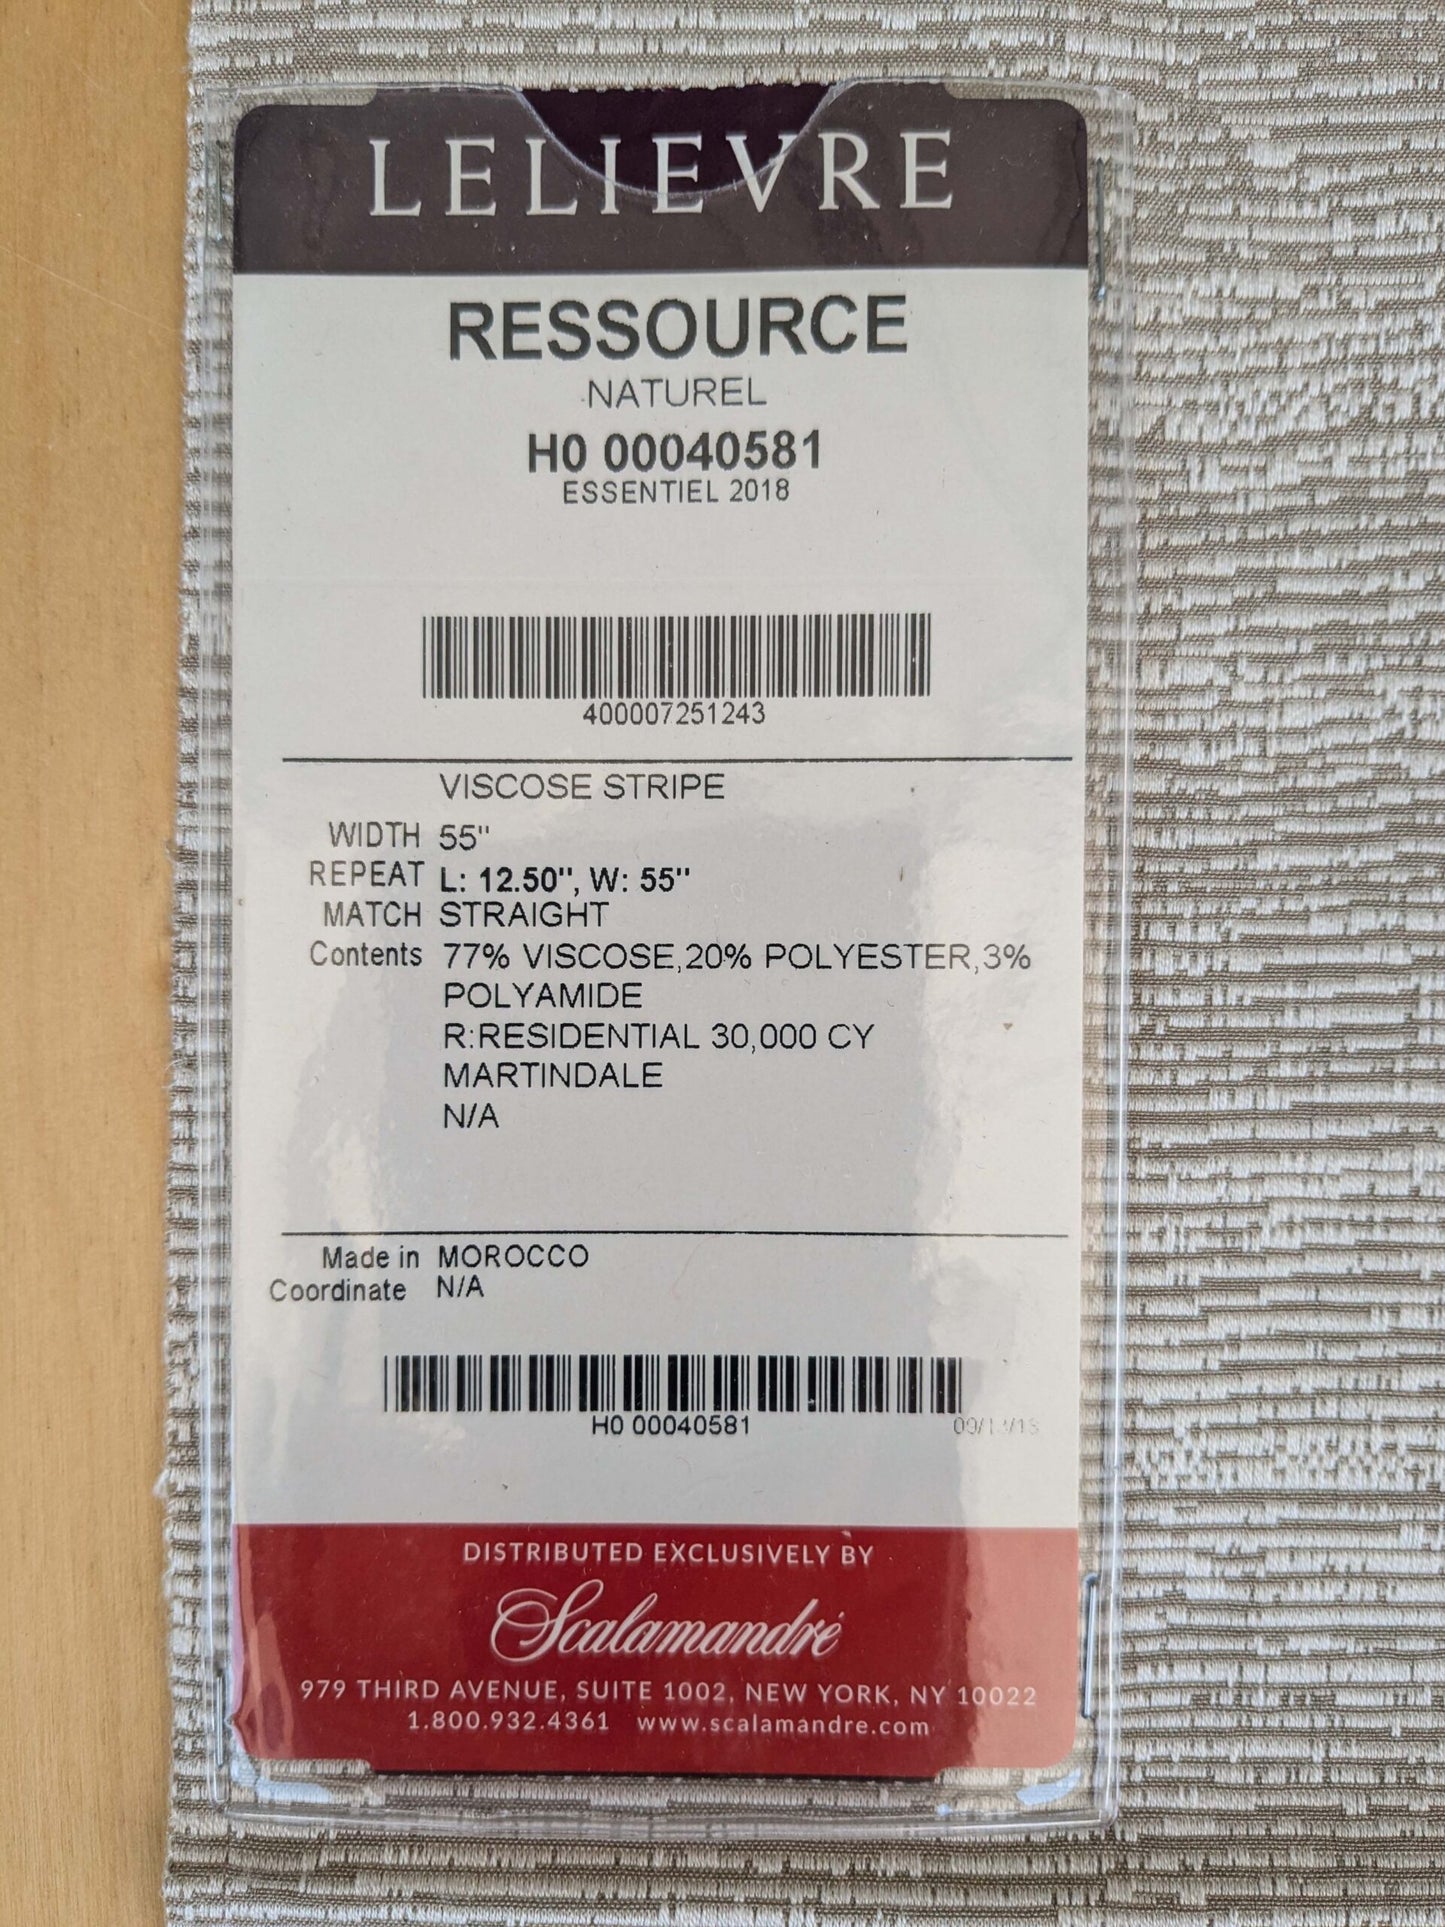 LELIEVRE
RESSOURCE
NATUREL
H0 00040581
ESSENTIEL 2018
400007251243
VISCOSE STRIPE
WIDTH 55"
REPEAT L: 12.50", W: 55"
MATCH STRAIGHT
Contents 77% VISCOSE,20% POLYESTER,3%
POLYAMIDE
R:RESIDENTIAL 30,000 CY
MARTINDALE
N/A
Made in MOROCCO
Coordinate N/A
H0 00040581
DISTRIBUTED EXCLUSIVELY BY
Scalamandré
979 THIRD AVENUE, SUITE 1002, NEW YORK, NY 10022
1.800.932.4361 www.scalamandre.com